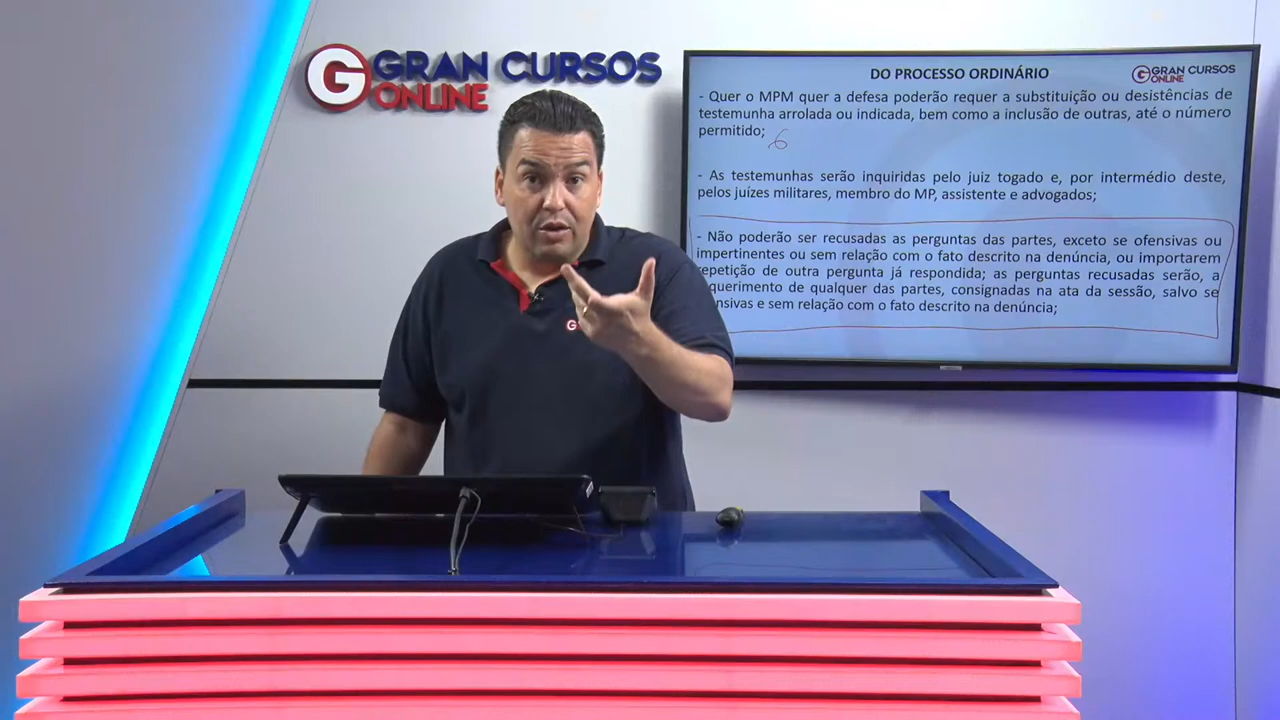 GRAN CURSOS
ONLINE
DO PROCESSO ORDINÁRIO
GRAN CURSOS
ONLINE
- Quer o MPM quer a defesa poderão requer a substituição ou desistências de
testemunha arrolada ou indicada, bem como a inclusão de outras, até o número
permitido;
6
- As testemunhas serão inquiridas pelo juiz togado e, por intermédio deste,
pelos juízes militares, membro do MP, assistente e advogados;
- Não poderão ser recusadas as perguntas das partes, exceto se ofensivas ou
impertinentes ou sem relação com o fato descrito na denúncia, ou importarem
repetição de outra pergunta já respondida; as perguntas recusadas serão, a
querimento de qualquer das partes, consignadas na ata da sessão, salvo se
ensivas e sem relação com o fato descrito na denúncia;